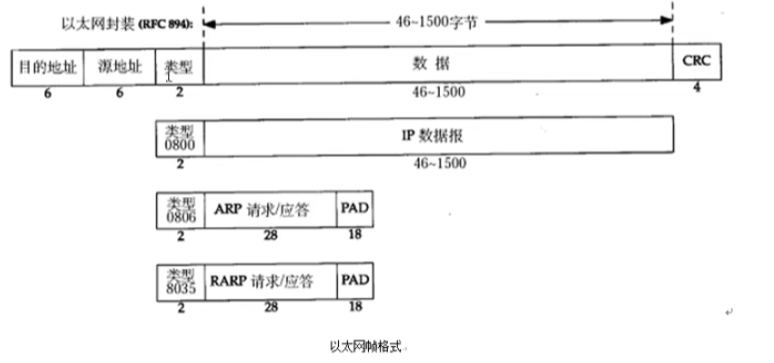 以太网封装 (RFC 894):
46~1500字节
目的地址 源地址 类型 数据 CRC
6 6 2 46~1500 4
类型
0800
IP 数据报
2 46~1500
类型
0806
ARP 请求/应答 PAD
2 28 18
类型
8035
RARP 请求/应答 PAD
2 28 18
以太网帧格式